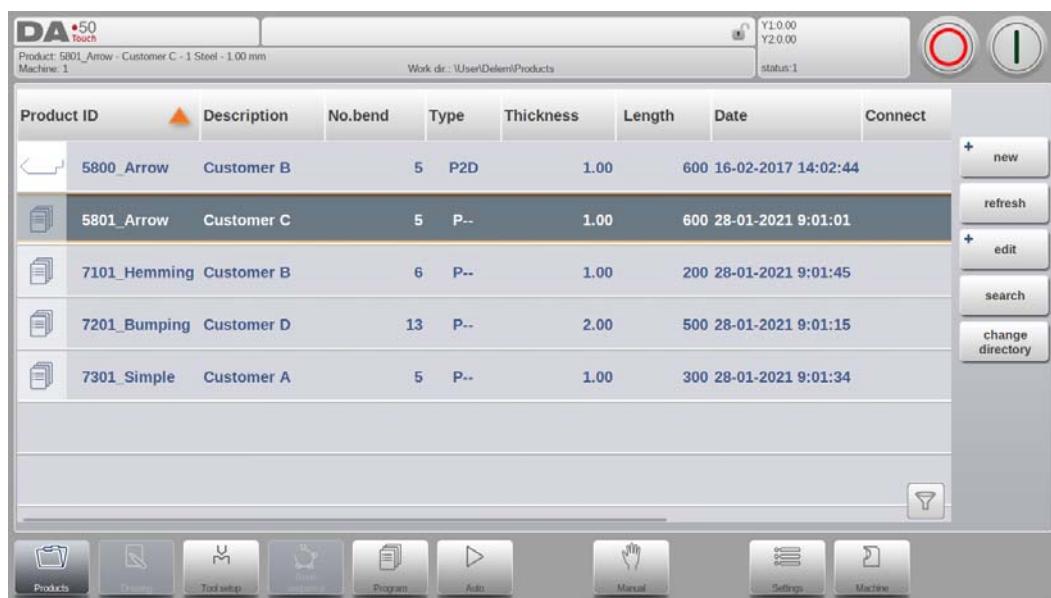 DA•50
Touch
Y1:0.00
Y2:0.00
Product: 5801_Arrow - Customer C - 1 Steel - 1.00 mm
Machine: 1
Work dir.: \User\Delem\Products
status:1
Product ID Description No.bend Type Thickness Length Date Connect
5800_Arrow Customer B 5 P2D 1.00 600 16-02-2017 14:02:44
5801_Arrow Customer C 5 P-- 1.00 600 28-01-2021 9:01:01
7101_Hemming Customer B 6 P-- 1.00 200 28-01-2021 9:01:45
7201_Bumping Customer D 13 P-- 2.00 500 28-01-2021 9:01:15
7301_Simple Customer A 5 P-- 1.00 300 28-01-2021 9:01:34
+ new
refresh
+ edit
search
change
directory
Products Drawing Tool setup Program Auto Manual Settings Machine